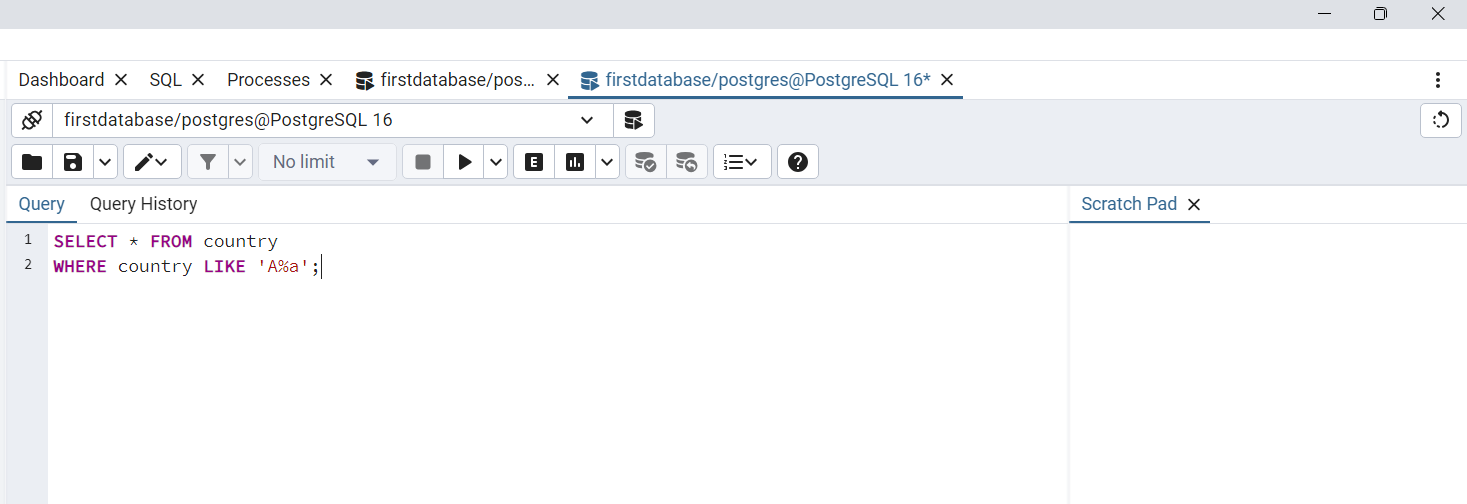 Dashboard SQL Processes firstdatabase/pos... firstdatabase/postgres@PostgreSQL 16*
firstdatabase/postgres@PostgreSQL 16
No limit E
Query Query History Scratch Pad
1 SELECT * FROM country
2 WHERE country LIKE 'A%a';